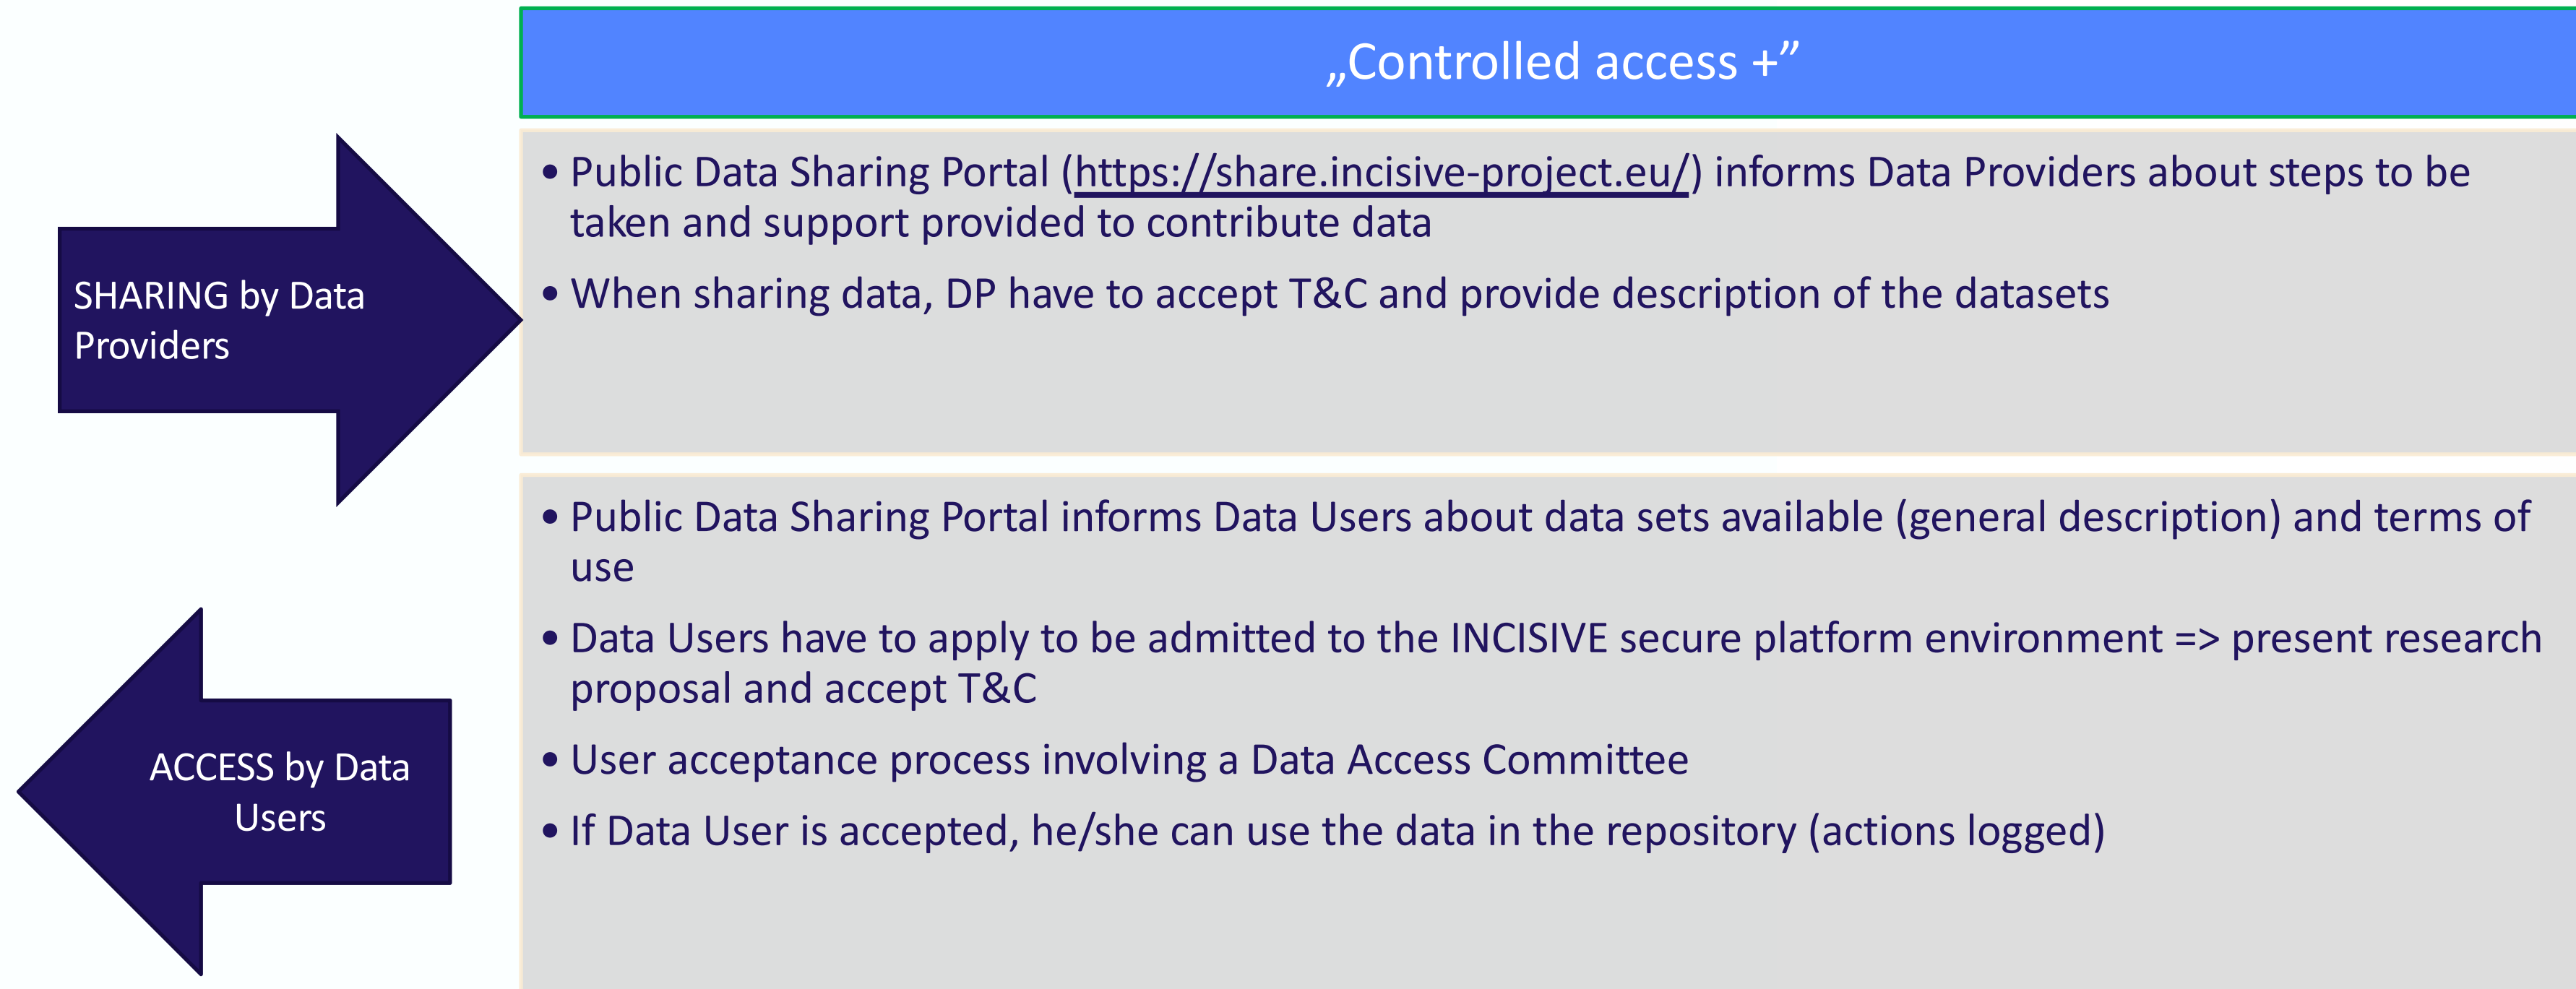 „Controlled access +”
SHARING by Data
Providers
• Public Data Sharing Portal (https://share.incisive-project.eu/) informs Data Providers about steps to be
taken and support provided to contribute data
• When sharing data, DP have to accept T&C and provide description of the datasets
ACCESS by Data
Users
• Public Data Sharing Portal informs Data Users about data sets available (general description) and terms of
use
• Data Users have to apply to be admitted to the INCISIVE secure platform environment => present research
proposal and accept T&C
• User acceptance process involving a Data Access Committee
• If Data User is accepted, he/she can use the data in the repository (actions logged)